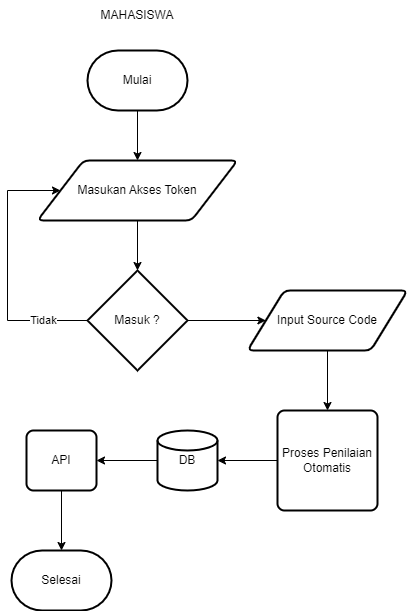 MAHASISWA
Mulai
Masukan Akses Token
Masuk ?
Tidak
Input Source Code
Proses Penilaian
Otomatis
DB
API
Selesai